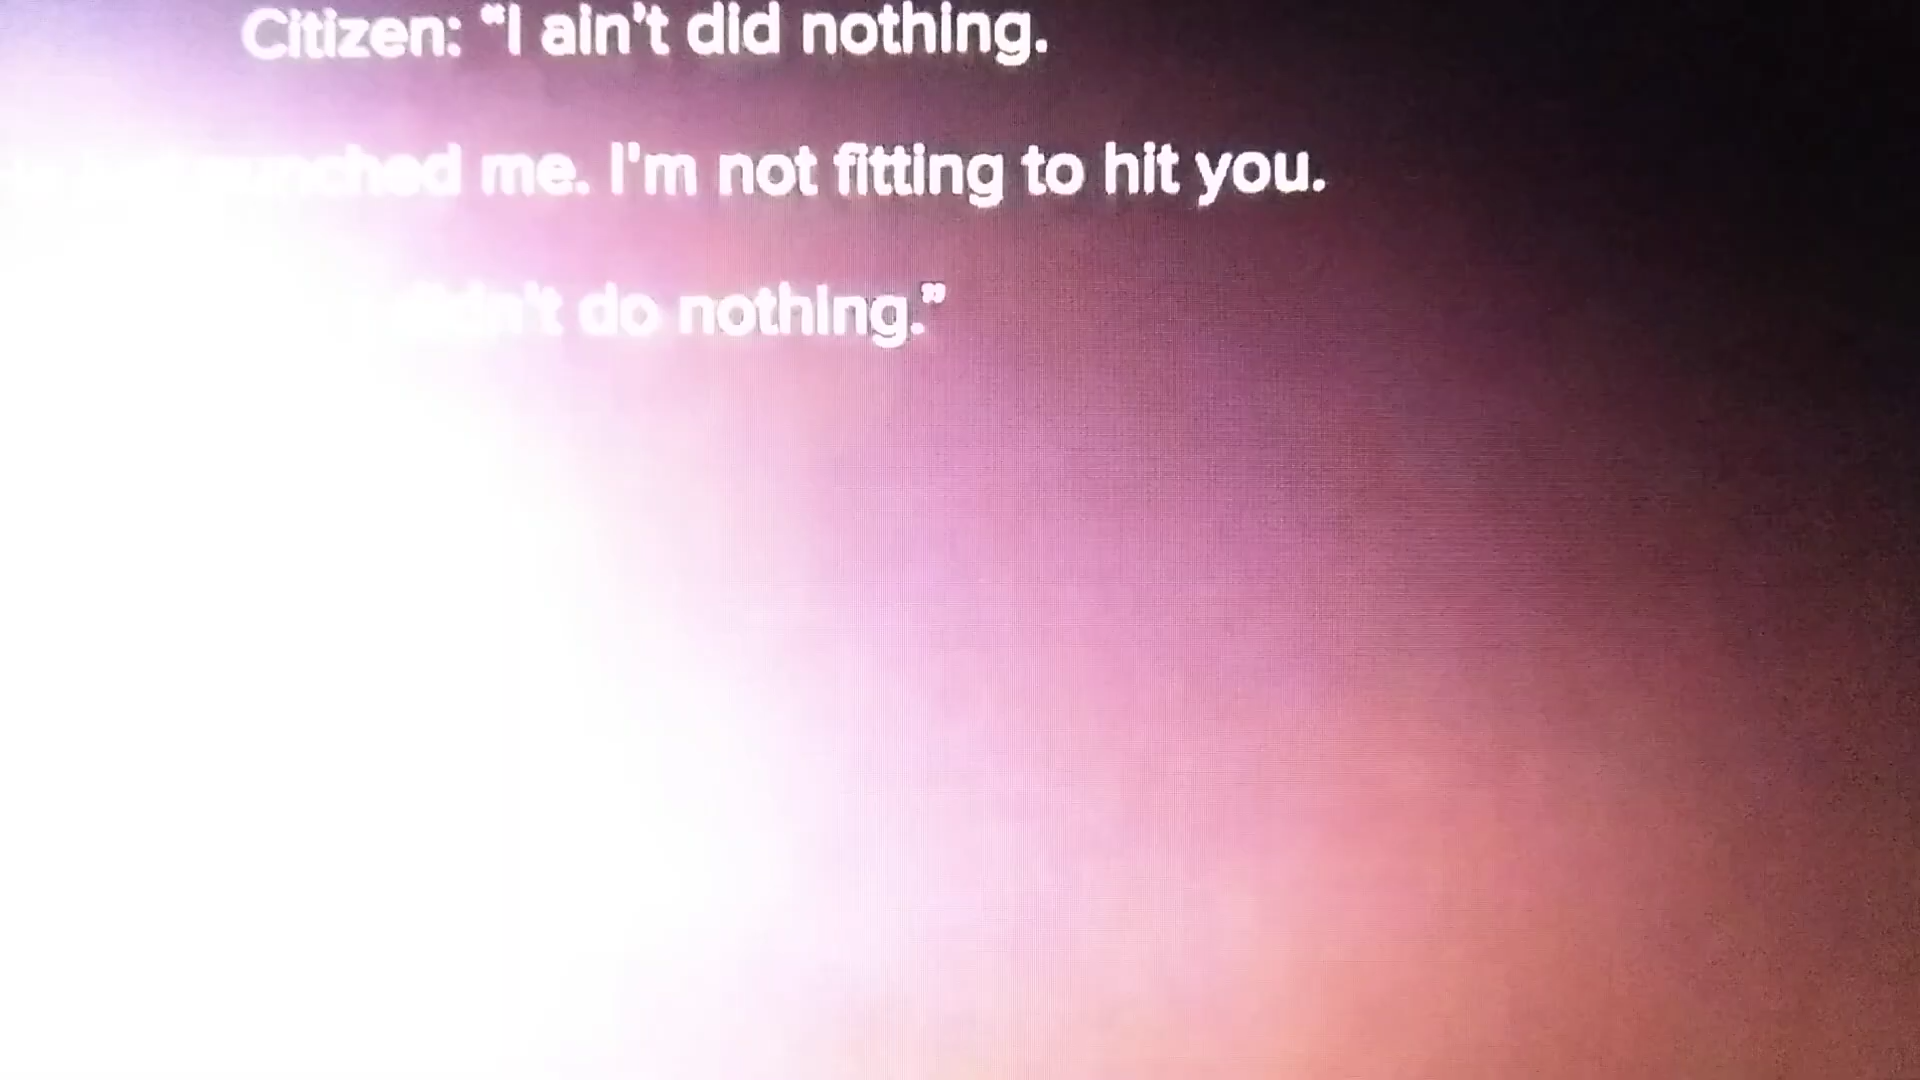 Citizen: “I ain't did nothing.
me. I'm not fitting to hit you.
do nothing.”